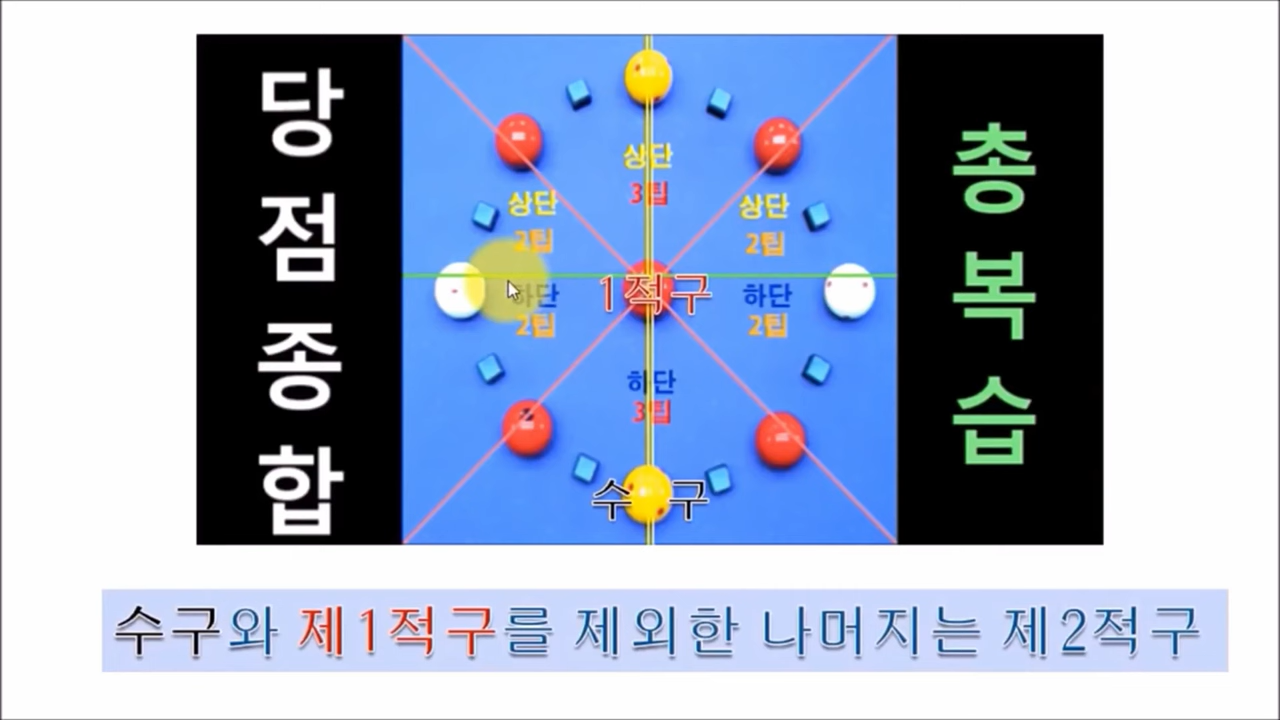 당점종합
총복습
상단
3팁
상단
2팁
상단
2팁
1적구
하단
2팁
하단
2팁
하단
3팁
수구
수구와 제1적구를 제외한 나머지는 제2적구